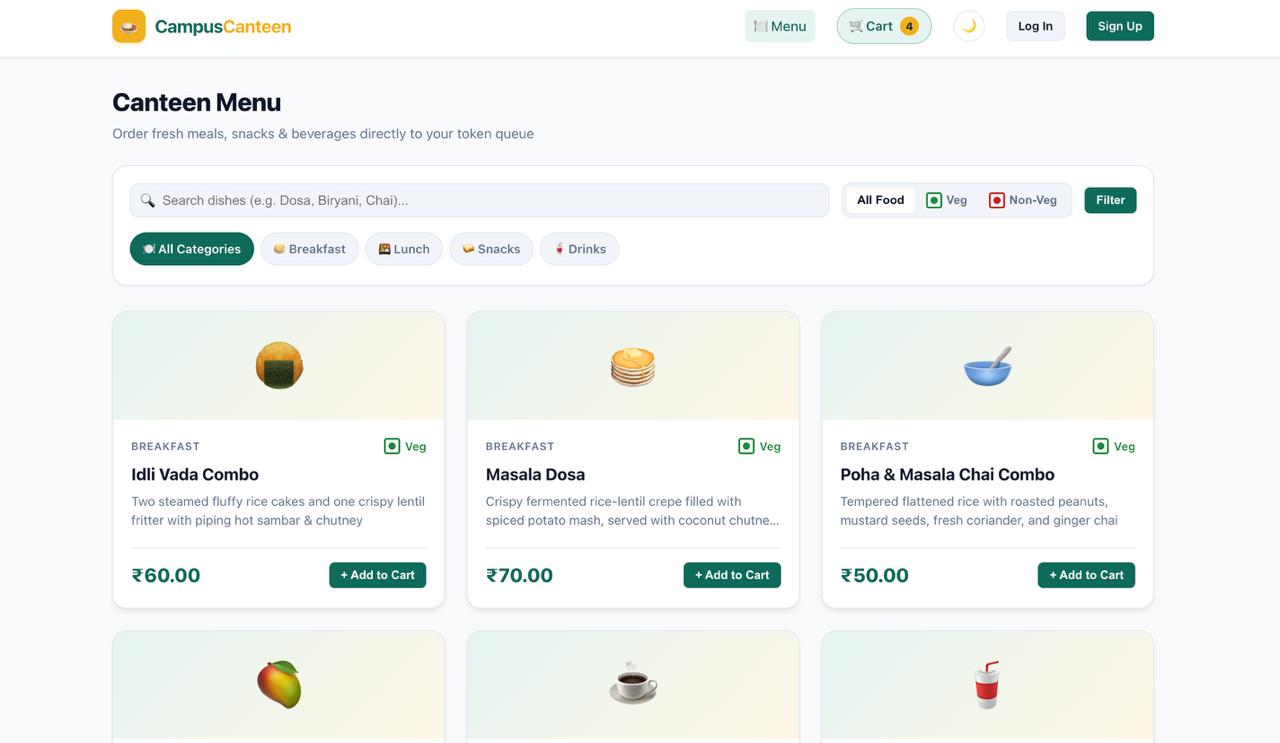 CampusCanteen
Menu
Cart 4
Log In
Sign Up
Canteen Menu
Order fresh meals, snacks & beverages directly to your token queue
Search dishes (e.g. Dosa, Biryani, Chai)...
All Food
Veg
Non-Veg
Filter
All Categories
Breakfast
Lunch
Snacks
Drinks
BREAKFAST
Veg
Idli Vada Combo
Two steamed fluffy rice cakes and one crispy lentil
fritter with piping hot sambar & chutney
₹60.00
+ Add to Cart
BREAKFAST
Veg
Masala Dosa
Crispy fermented rice-lentil crepe filled with
spiced potato mash, served with coconut chutne...
₹70.00
+ Add to Cart
BREAKFAST
Veg
Poha & Masala Chai Combo
Tempered flattened rice with roasted peanuts,
mustard seeds, fresh coriander, and ginger chai
₹50.00
+ Add to Cart